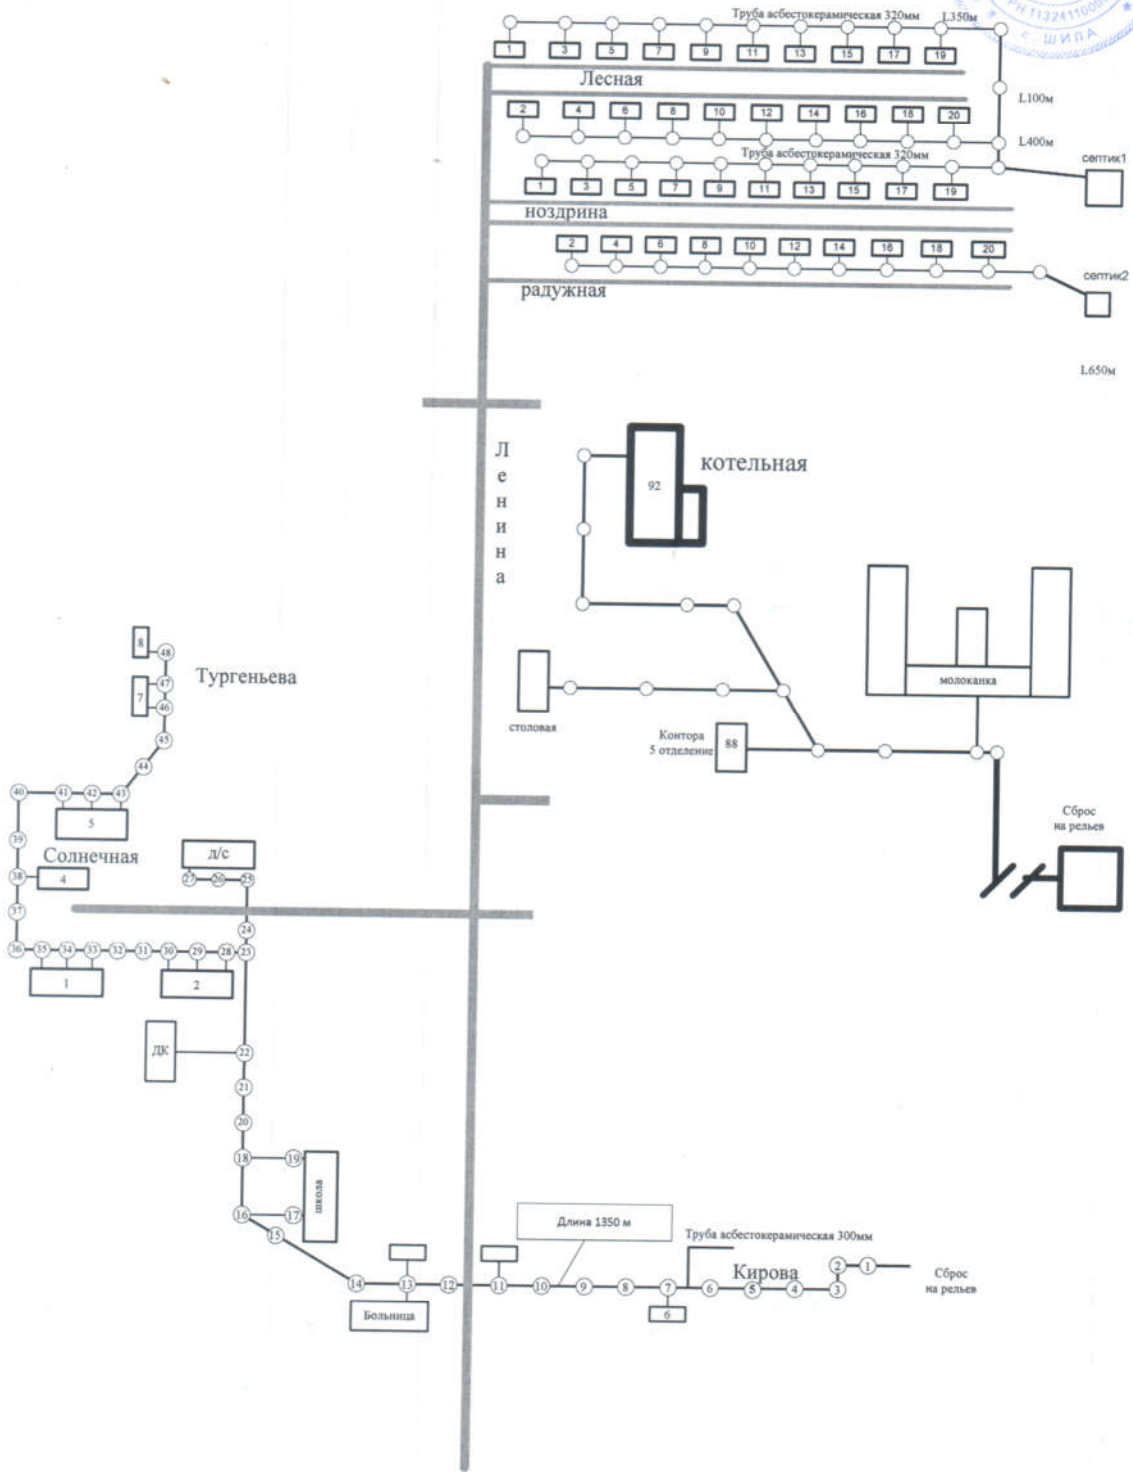 Труба асбестокерамическая 320мм
L350м
РН 11324110000
с. ШИЛА
1 3 5 7 9 11 13 15 17 19
Лесная
L100м
2 4 6 8 10 12 14 16 18 20
L400м
Труба асбестокерамическая 320мм
септик1
1 3 5 7 9 11 13 15 17 19
ноздрина
2 4 6 8 10 12 14 16 18 20
септик2
радужная
L650м
Ленина
котельная
92
8
48
Тургеньева
47
7
46
45
44
молоканка
столовая
Контора
5 отделение
88
40 41 42 43
5
Сброс
на рельев
39
Солнечная
38
4
д/с
27 26 25
37
24
36 35 34 33 32 31 30 29 28 23
1
2
ДК
22
21
20
18 19
школа
16 17
15
Длина 1350 м
Труба асбестокерамическая 300мм
Кирова
2 1
Сброс
на рельев
14 13 12 11 10 9 8 7 6 5 4 3
Больница
6